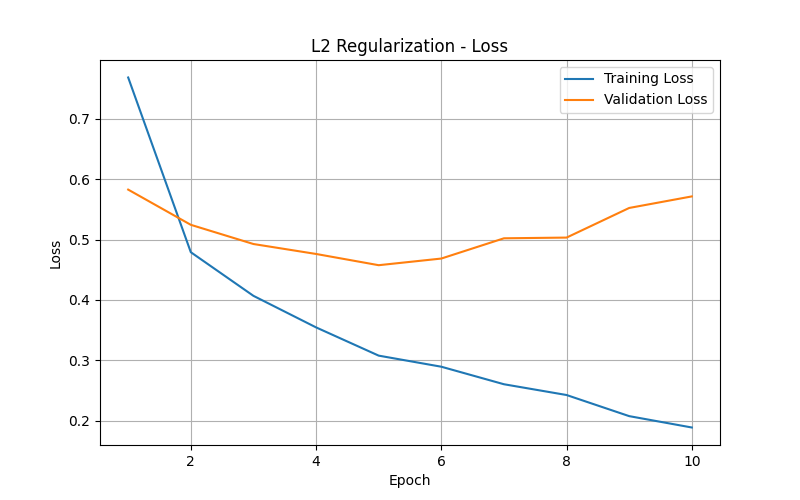 L2 Regularization - Loss
Training Loss
Validation Loss
Loss
0.7
0.6
0.5
0.4
0.3
0.2
2 4 6 8 10
Epoch